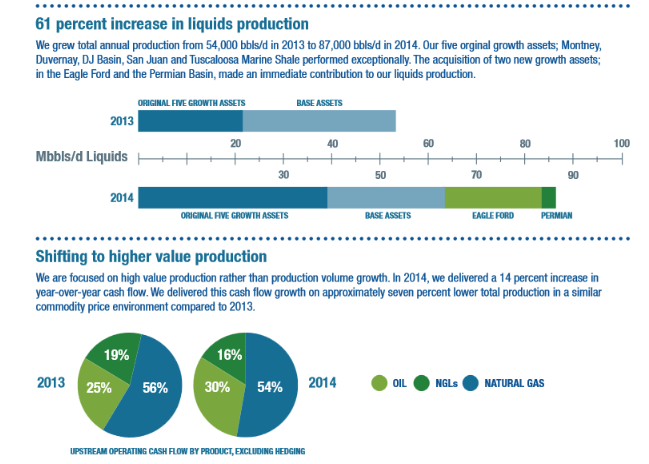 61 percent increase in liquids production
We grew total annual production from 54,000 bbls/d in 2013 to 87,000 bbls/d in 2014. Our five orginal growth assets; Montney,
Duvernay, DJ Basin, San Juan and Tuscaloosa Marine Shale performed exceptionally. The acquisition of two new growth assets;
in the Eagle Ford and the Permian Basin, made an immediate contribution to our liquids production.
ORIGINAL FIVE GROWTH ASSETS BASE ASSETS
2013
20 40 60 80 100
Mbbls/d Liquids
30 50 70 90
2014
ORIGINAL FIVE GROWTH ASSETS BASE ASSETS EAGLE FORD PERMIAN
Shifting to higher value production
We are focused on high value production rather than production volume growth. In 2014, we delivered a 14 percent increase in
year-over-year cash flow. We delivered this cash flow growth on approximately seven percent lower total production in a similar
commodity price environment compared to 2013.
19% 16%
2013 25% 56% 30% 54% 2014 OIL NGLs NATURAL GAS
UPSTREAM OPERATING CASH FLOW BY PRODUCT, EXCLUDING HEDGING